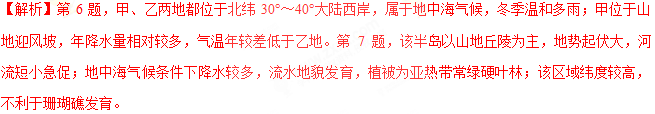 【解析】第 6 题，甲、乙两地都位于北纬 30°～40°大陆西岸，属于地中海气候，冬季温和多雨；甲位于山
地迎风坡，年降水量相对较多，气温年较差低于乙地。第 7 题，该半岛以山地丘陵为主，地势起伏大，河
流短小急促；地中海气候条件下降水较多，流水地貌发育，植被为亚热带常绿硬叶林；该区域纬度较高，
不利于珊瑚礁发育。